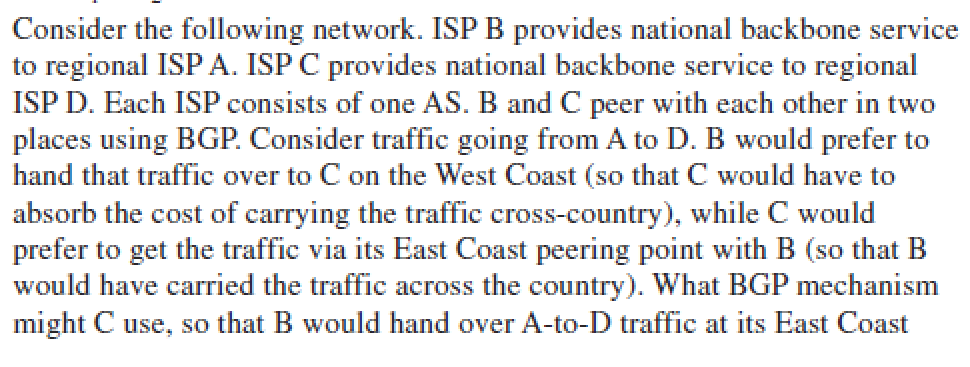 Consider the following network. ISP B provides national backbone service
to regional ISP A. ISP C provides national backbone service to regional
ISP D. Each ISP consists of one AS. B and C peer with each other in two
places using BGP. Consider traffic going from A to D. B would prefer to
hand that traffic over to C on the West Coast (so that C would have to
absorb the cost of carrying the traffic cross-country), while C would
prefer to get the traffic via its East Coast peering point with B (so that B
would have carried the traffic across the country). What BGP mechanism
might C use, so that B would hand over A-to-D traffic at its East Coast